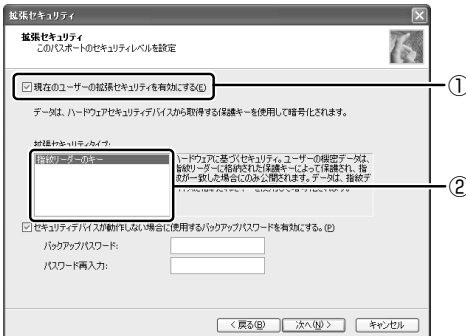 拡張セキュリティ
拡張セキュリティ
このパスポートのセキュリティレベルを設定
現在のユーザーの拡張セキュリティを有効にする(E)
①
データは、ハードウェアセキュリティデバイスから取得する保護キーを使用して暗号化されます。
拡張セキュリティタイプ:
指紋リーダーのキー
ハードウェアに基づくセキュリティ。ユーザーの機密データは、
指紋リーダーに格納された保護キーによって保護され、指
紋が一致した場合にのみ公開されます。データは、指紋デ
②
セキュリティデバイスが動作しない場合に使用するバックアップパスワードを有効にする。(P)
バックアップパスワード:
パスワード再入力:
< 戻る(B)
次へ(N) >
キャンセル